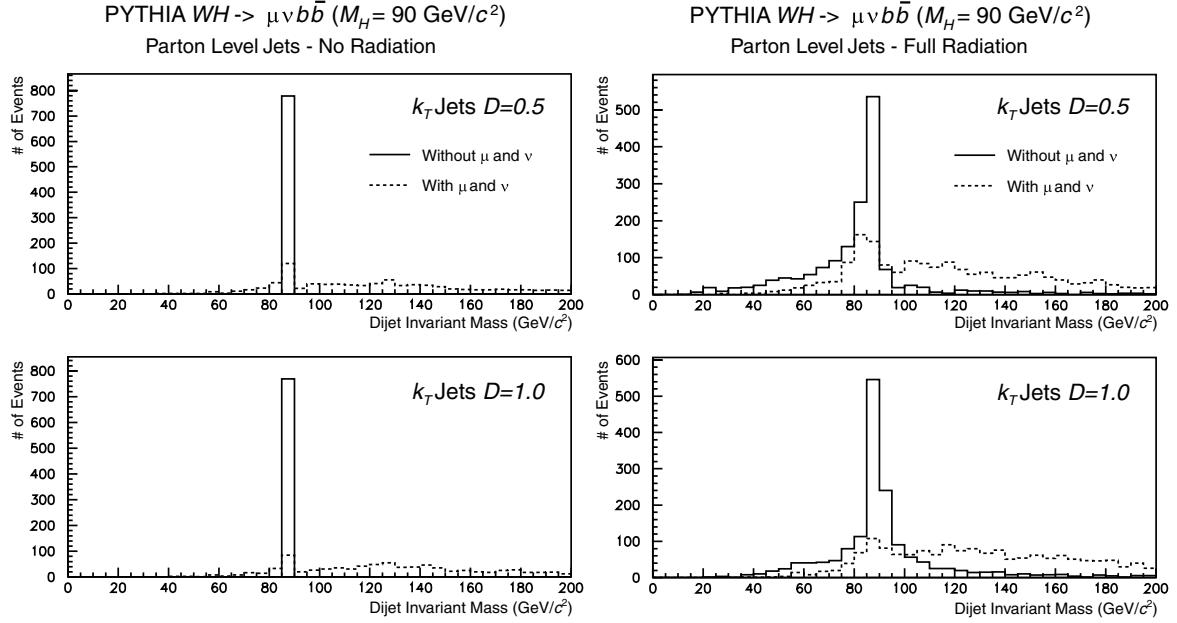 PYTHIA WH -> μν b b̄ (M_H = 90 GeV/c²)
Parton Level Jets - No Radiation
# of Events
800
700
600
500
400
300
200
100
0
k_T Jets D=0.5
Without μ and ν
With μ and ν
0 20 40 60 80 100 120 140 160 180 200
Dijet Invariant Mass (GeV/c²)
PYTHIA WH -> μν b b̄ (M_H = 90 GeV/c²)
Parton Level Jets - Full Radiation
# of Events
500
400
300
200
100
0
k_T Jets D=0.5
Without μ and ν
With μ and ν
0 20 40 60 80 100 120 140 160 180 200
Dijet Invariant Mass (GeV/c²)
# of Events
800
700
600
500
400
300
200
100
0
k_T Jets D=1.0
0 20 40 60 80 100 120 140 160 180 200
Dijet Invariant Mass (GeV/c²)
# of Events
600
500
400
300
200
100
0
k_T Jets D=1.0
0 20 40 60 80 100 120 140 160 180 200
Dijet Invariant Mass (GeV/c²)